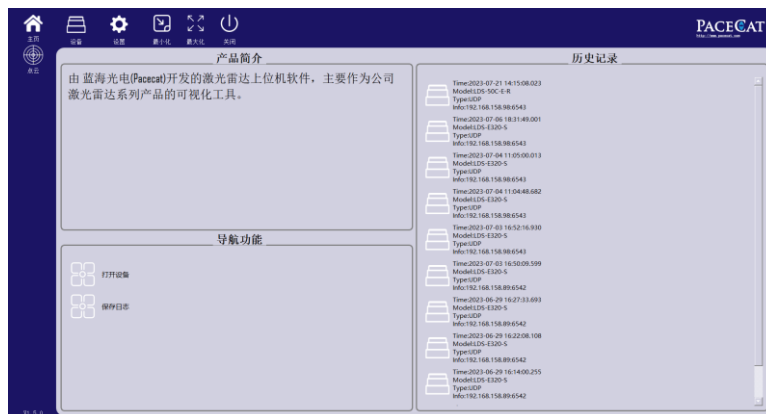 主页
设备
设置
最小化
最大化
关闭
PACECAT
点云
产品简介
由 蓝海光电(Pacecat)开发的激光雷达上位机软件，主要作为公司
激光雷达系列产品的可视化工具。
导航功能
打开设备
保存日志
历史记录
Time:2023-07-21 14:15:08.023
Model:LDS-50C-E-R
Type:UDP
Info:192.168.158.98:6543
Time:2023-07-06 18:31:49.001
Model:LDS-E320-S
Type:UDP
Info:192.168.158.98:6543
Time:2023-07-04 11:05:00.013
Model:LDS-E320-S
Type:UDP
Info:192.168.158.98:6543
Time:2023-07-04 11:04:48.682
Model:LDS-E320-S
Type:UDP
Info:192.168.158.98:6543
Time:2023-07-03 16:52:16.930
Model:LDS-E320-S
Type:UDP
Info:192.168.158.98:6543
Time:2023-07-03 16:50:09.599
Model:LDS-E320-S
Type:UDP
Info:192.168.158.89:6542
Time:2023-06-29 16:27:33.693
Model:LDS-E320-S
Type:UDP
Info:192.168.158.89:6542
Time:2023-06-29 16:22:08.108
Model:LDS-E320-S
Type:UDP
Info:192.168.158.89:6542
Time:2023-06-29 16:14:00.255
Model:LDS-E320-S
Type:UDP
Info:192.168.158.89:6542